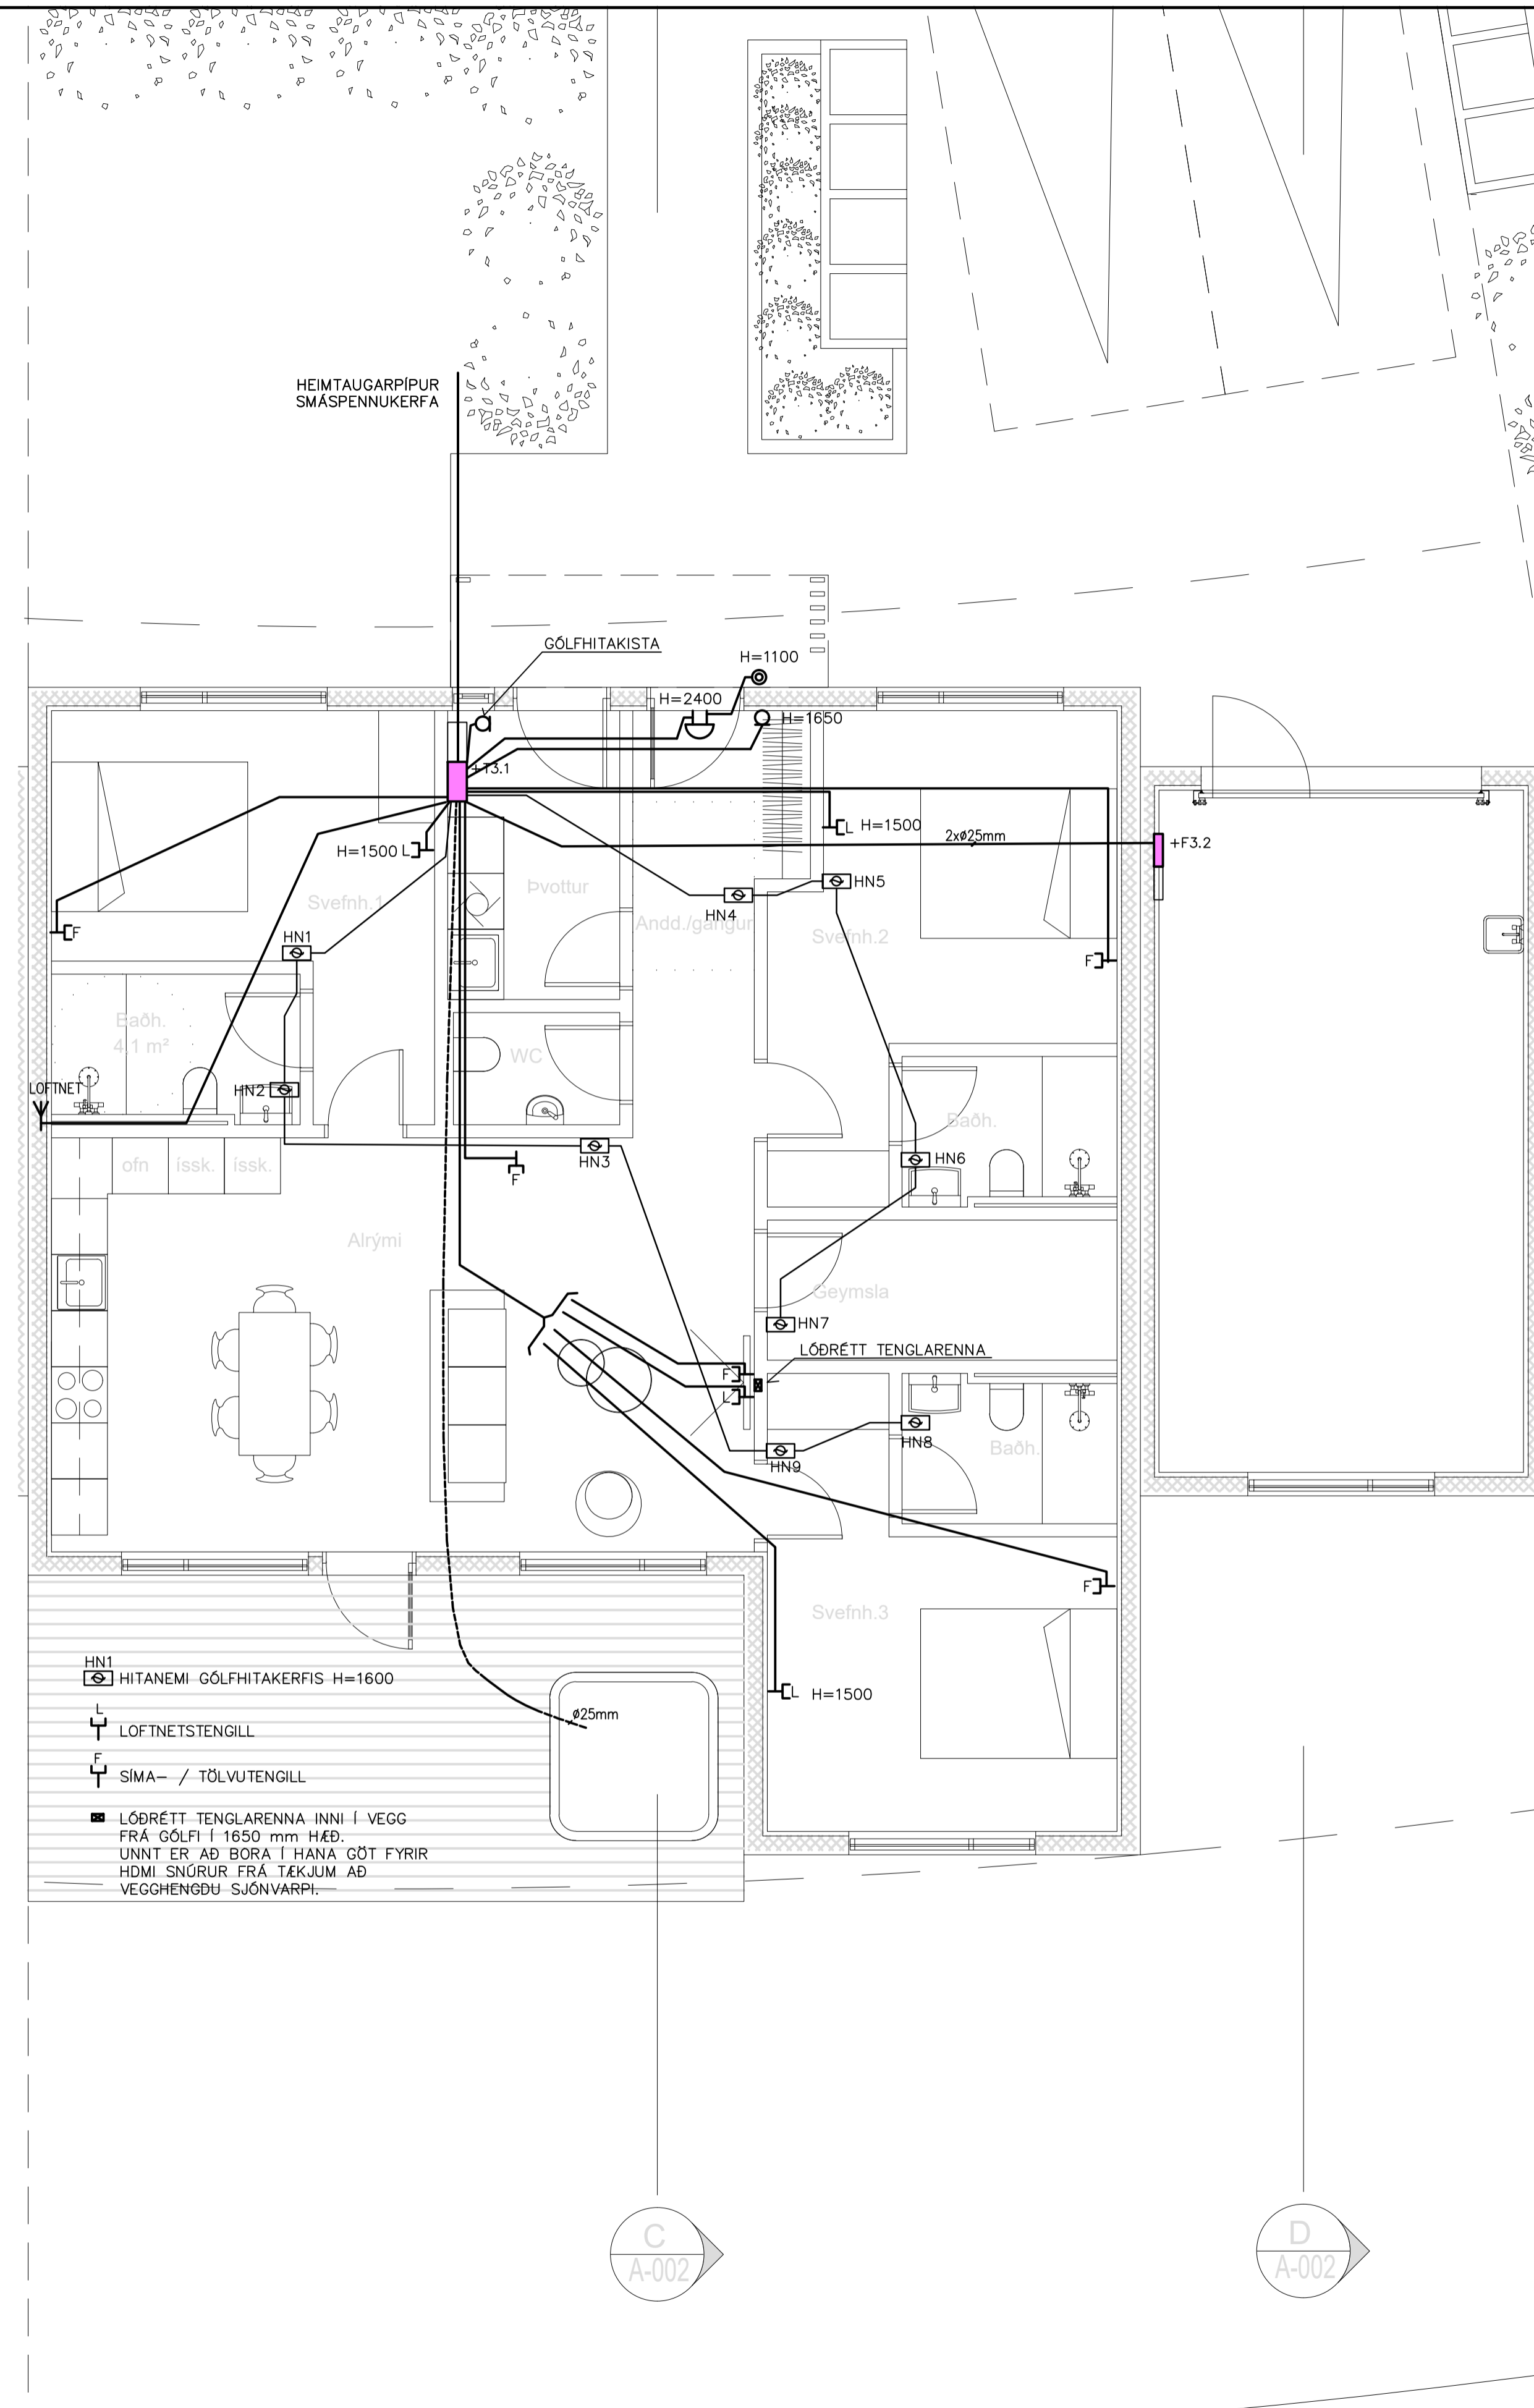 HEIMTAUGARPÍPUR
SMÁSPENNUKERFA
GÓLFHITAKISTA
H=1100
H=2400
H=1650
+T3.1
H=1500 L
L H=1500
2xø25mm
+F3.2
Svefnh.1
Þvottur
HN4
HN5
Andd./gangur
Svefnh.2
F
HN1
F
Baðh.
4,1 m²
WC
LOFTNET
HN2
Baðh.
ofn
íssk.
íssk.
F
HN3
HN6
Alrými
Geymsla
HN7
LÓÐRÉTT TENGLARENNA
F
L
HN8
HN9
Baðh.
F
Svefnh.3
L H=1500
ø25mm
HN1
HITANEMI GÓLFHITAKERFIS H=1600
L
LOFTNETSTENGILL
F
SÍMA- / TÖLVUTENGILL
LÓÐRÉTT TENGLARENNA INNI Í VEGG
FRÁ GÓLFI Í 1650 mm HÆÐ.
UNNT ER AÐ BORA Í HANA GÖT FYRIR
HDMI SNÚRUR FRÁ TÆKJUM AÐ
VEGGHENGDU SJÓNVARPI.
C
A-002
D
A-002